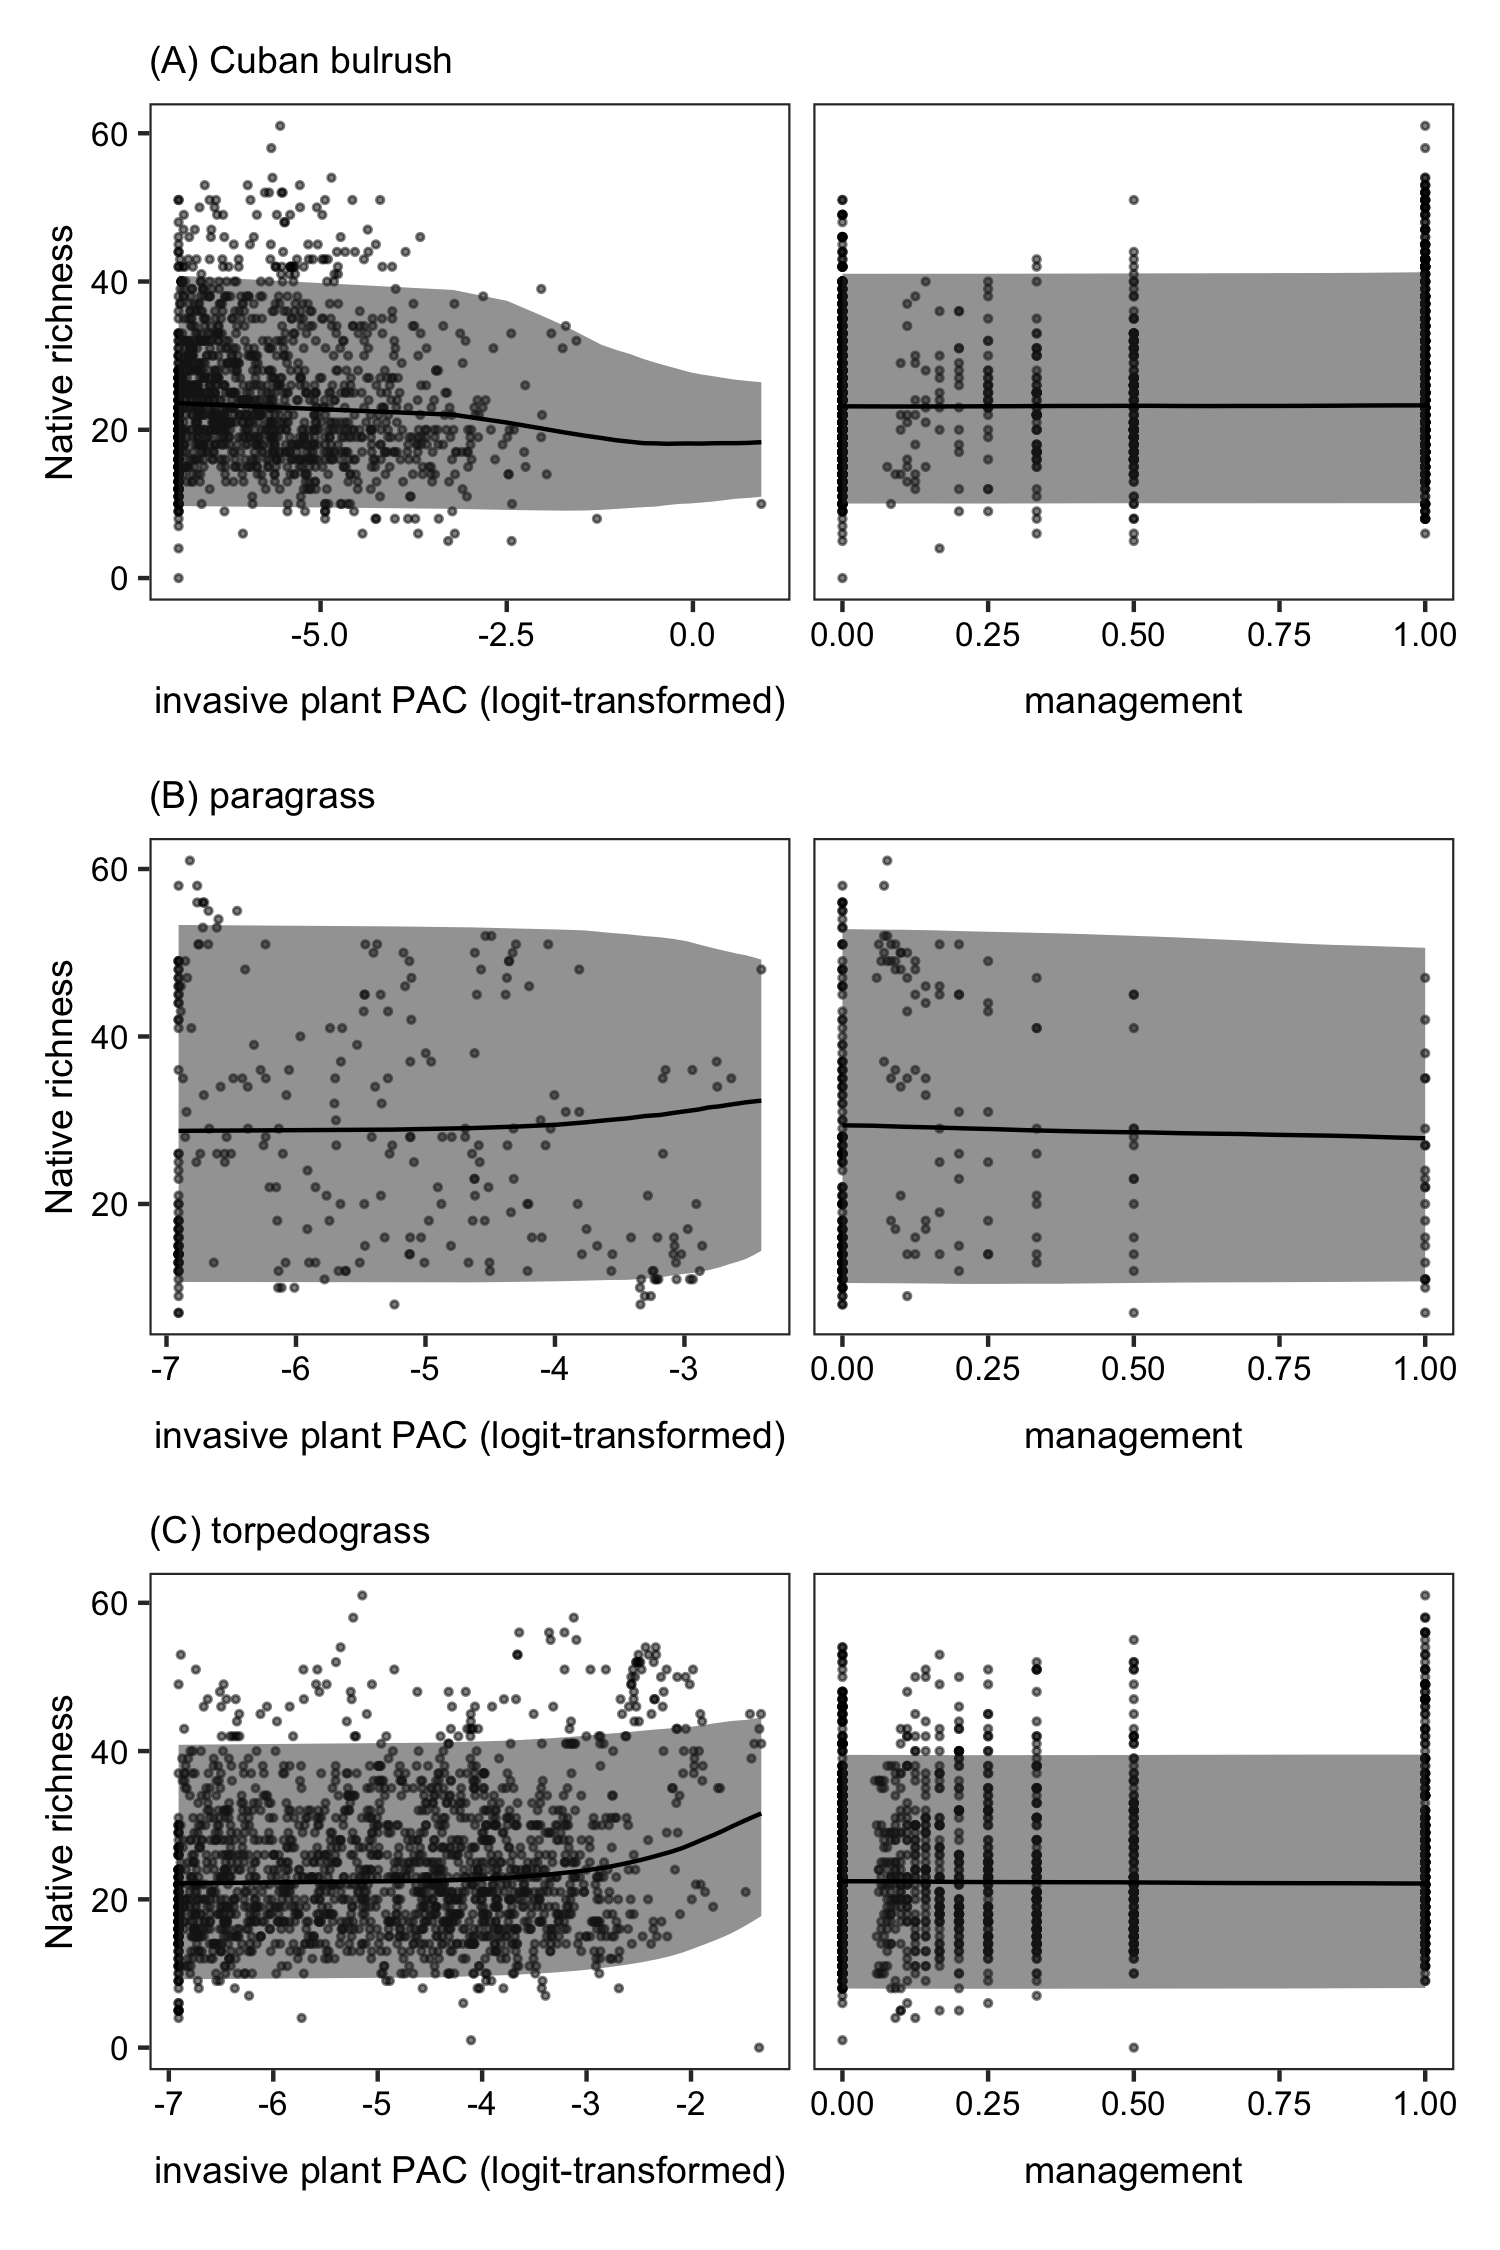 (A) Cuban bulrush
Native richness
60
40
20
0
-5.0 -2.5 0.0
0.00 0.25 0.50 0.75 1.00
invasive plant PAC (logit-transformed)
management
(B) paragrass
Native richness
60
40
20
-7 -6 -5 -4 -3
0.00 0.25 0.50 0.75 1.00
invasive plant PAC (logit-transformed)
management
(C) torpedograss
Native richness
60
40
20
0
-7 -6 -5 -4 -3 -2
0.00 0.25 0.50 0.75 1.00
invasive plant PAC (logit-transformed)
management